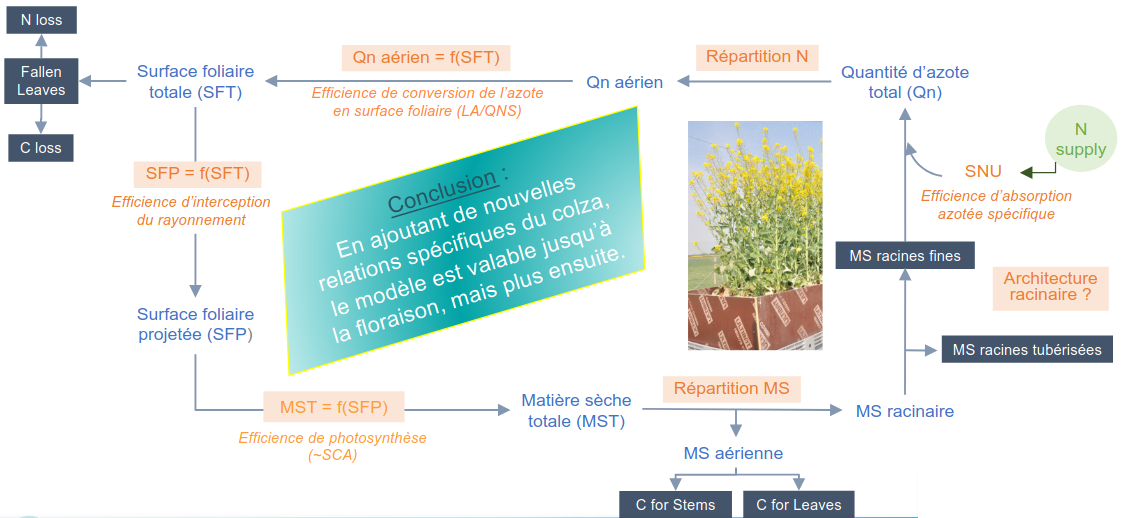 N loss
Fallen
Leaves
C loss
Surface foliaire
totale (SFT)
Qn aérien = f(SFT)
Efficience de conversion de l'azote
en surface foliaire (LA/QNS)
Qn aérien
Répartition N
Quantité d'azote
total (Qn)
N
supply
SNU
Efficience d'absorption
azotée spécifique
SFP = f(SFT)
Efficience d'interception
du rayonnement
Conclusion :
En ajoutant de nouvelles
relations spécifiques du colza,
le modèle est valable jusqu'à
la floraison, mais plus ensuite.
MS racines fines
Architecture
racinaire ?
Surface foliaire
projetée (SFP)
MS racines tubérisées
MST = f(SFP)
Efficience de photosynthèse
(~SCA)
Matière sèche
totale (MST)
Répartition MS
MS racinaire
MS aérienne
C for Stems
C for Leaves